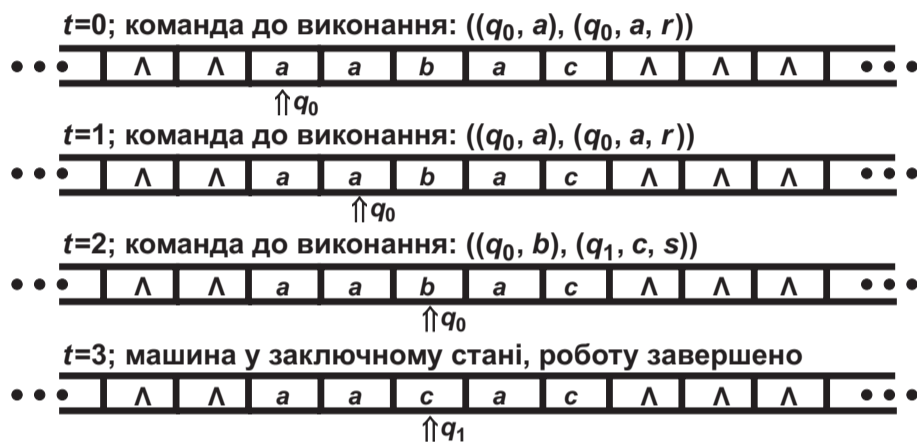 t=0; команда до виконання: ((q₀, a), (q₀, a, r))
• • • Λ Λ a a b a c Λ Λ Λ • • •
⇑q₀
t=1; команда до виконання: ((q₀, a), (q₀, a, r))
• • • Λ Λ a a b a c Λ Λ Λ • • •
⇑q₀
t=2; команда до виконання: ((q₀, b), (q₁, c, s))
• • • Λ Λ a a b a c Λ Λ Λ • • •
⇑q₀
t=3; машина у заключному стані, роботу завершено
• • • Λ Λ a a c a c Λ Λ Λ • • •
⇑q₁